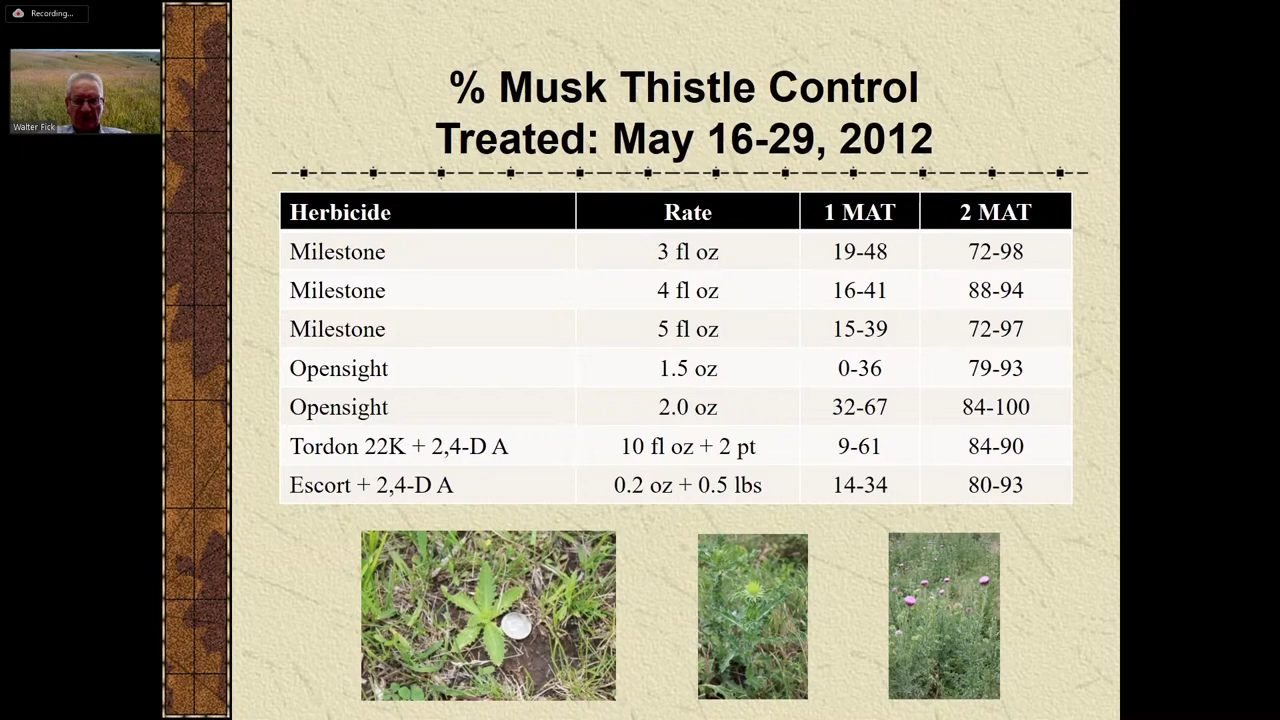 Recording...
Walter Fick
% Musk Thistle Control
Treated: May 16-29, 2012
Herbicide Rate 1 MAT 2 MAT
Milestone 3 fl oz 19-48 72-98
Milestone 4 fl oz 16-41 88-94
Milestone 5 fl oz 15-39 72-97
Opensight 1.5 oz 0-36 79-93
Opensight 2.0 oz 32-67 84-100
Tordon 22K + 2,4-D A 10 fl oz + 2 pt 9-61 84-90
Escort + 2,4-D A 0.2 oz + 0.5 lbs 14-34 80-93